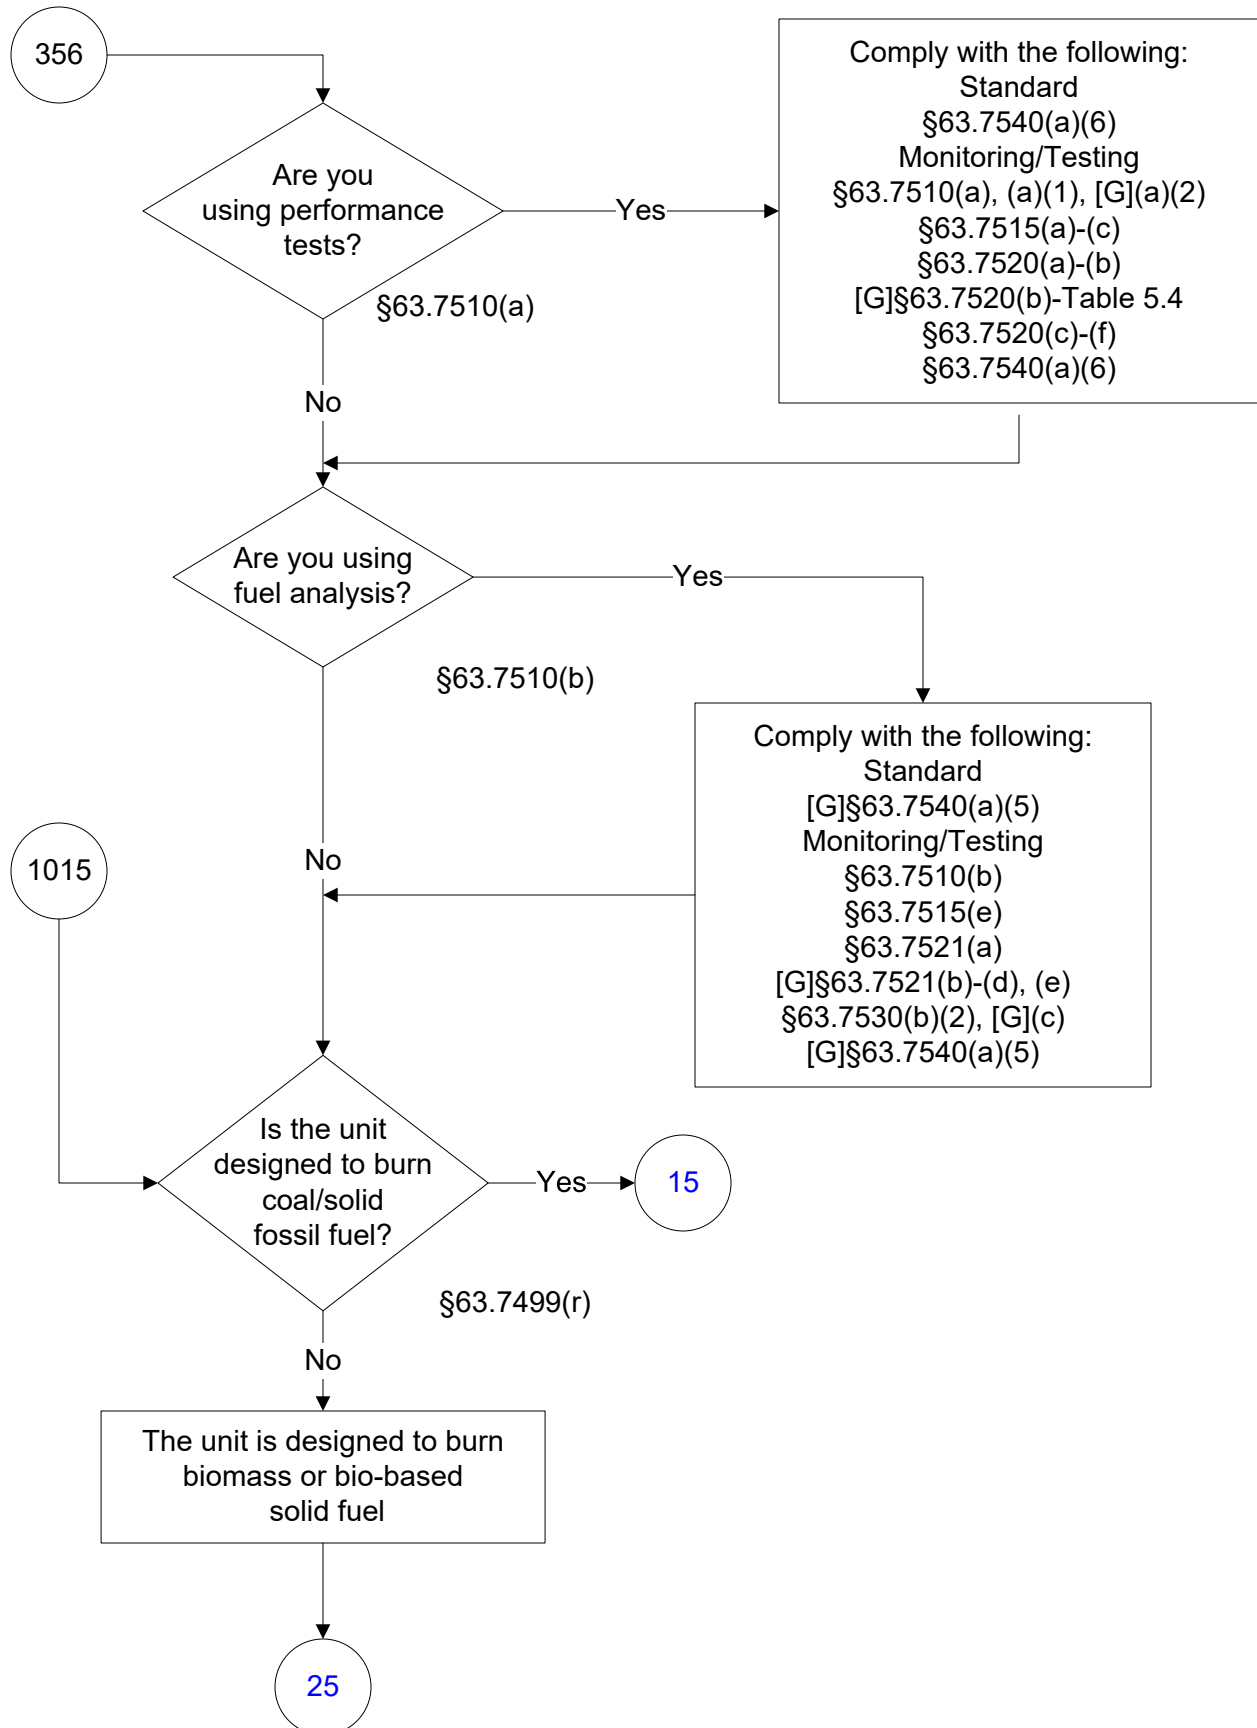 356
Are you
using performance
tests?
§63.7510(a)
Yes
Comply with the following:
Standard
§63.7540(a)(6)
Monitoring/Testing
§63.7510(a), (a)(1), [G](a)(2)
§63.7515(a)-(c)
§63.7520(a)-(b)
[G]§63.7520(b)-Table 5.4
§63.7520(c)-(f)
§63.7540(a)(6)
No
Are you using
fuel analysis?
§63.7510(b)
Yes
Comply with the following:
Standard
[G]§63.7540(a)(5)
Monitoring/Testing
§63.7510(b)
§63.7515(e)
§63.7521(a)
[G]§63.7521(b)-(d), (e)
§63.7530(b)(2), [G](c)
[G]§63.7540(a)(5)
No
1015
Is the unit
designed to burn
coal/solid
fossil fuel?
§63.7499(r)
Yes
15
No
The unit is designed to burn
biomass or bio-based
solid fuel
25